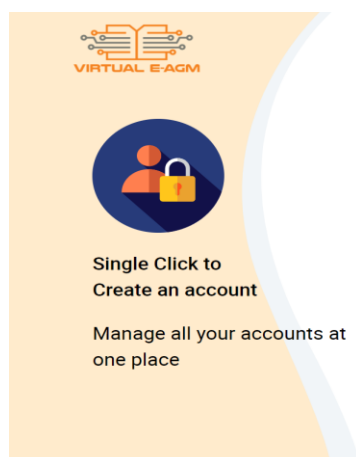 VIRTUAL E-AGM
Single Click to
Create an account
Manage all your accounts at
one place